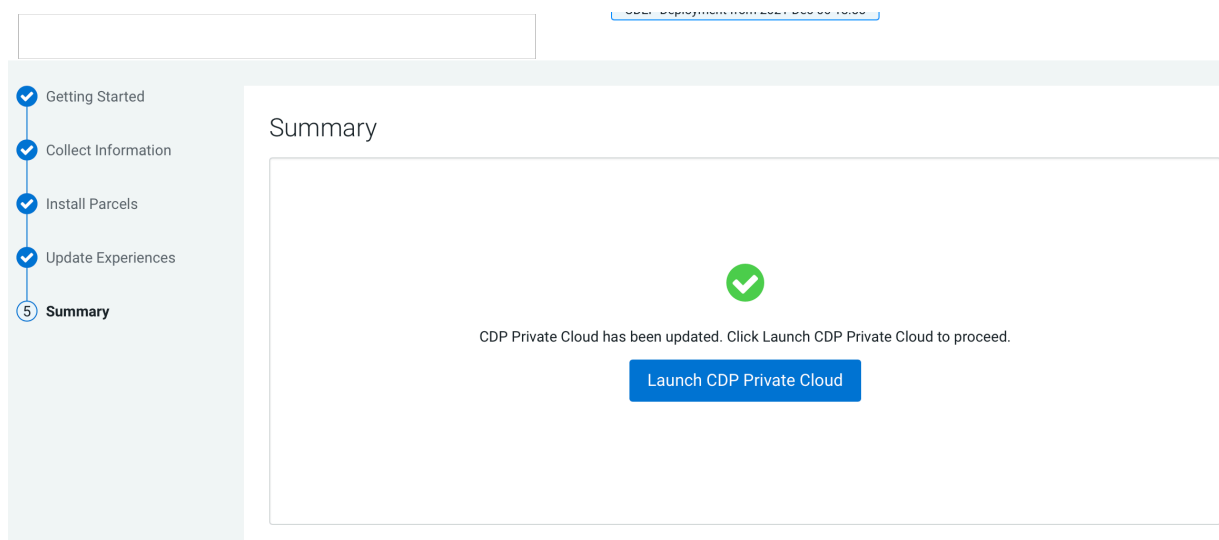 Getting Started
Collect Information
Install Parcels
Update Experiences
5 Summary
Summary
CDP Private Cloud has been updated. Click Launch CDP Private Cloud to proceed.
Launch CDP Private Cloud